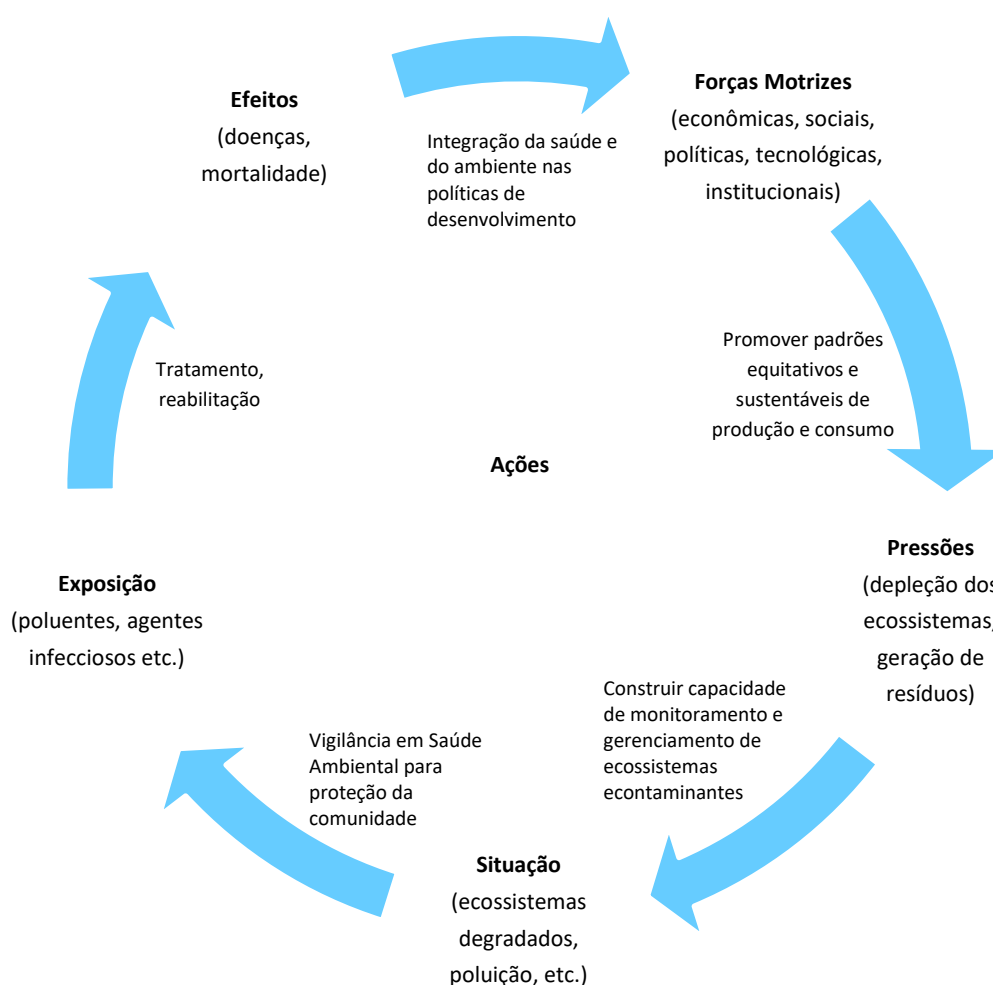 Efeitos
(doenças,
mortalidade)
Integração da saúde e
do ambiente nas
políticas de
desenvolvimento
Forças Motrizes
(econômicas, sociais,
políticas, tecnológicas,
institucionais)
Promover padrões
equitativos e
sustentáveis de
produção e consumo
Tratamento,
reabilitação
Ações
Pressões
(depleção dos
ecossistemas,
geração de
resíduos)
Exposição
(poluentes, agentes
infecciosos etc.)
Construir capacidade
de monitoramento e
gerenciamento de
ecossistemas
econtaminantes
Vigilância em Saúde
Ambiental para
proteção da
comunidade
Situação
(ecossistemas
degradados,
poluição, etc.)